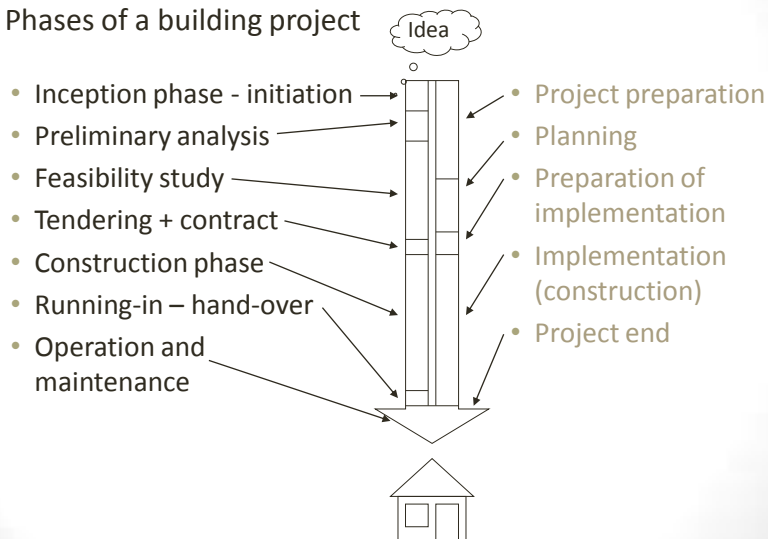 Phases of a building project
Idea
• Inception phase - initiation
• Preliminary analysis
• Feasibility study
• Tendering + contract
• Construction phase
• Running-in – hand-over
• Operation and
maintenance
• Project preparation
• Planning
• Preparation of
implementation
• Implementation
(construction)
• Project end